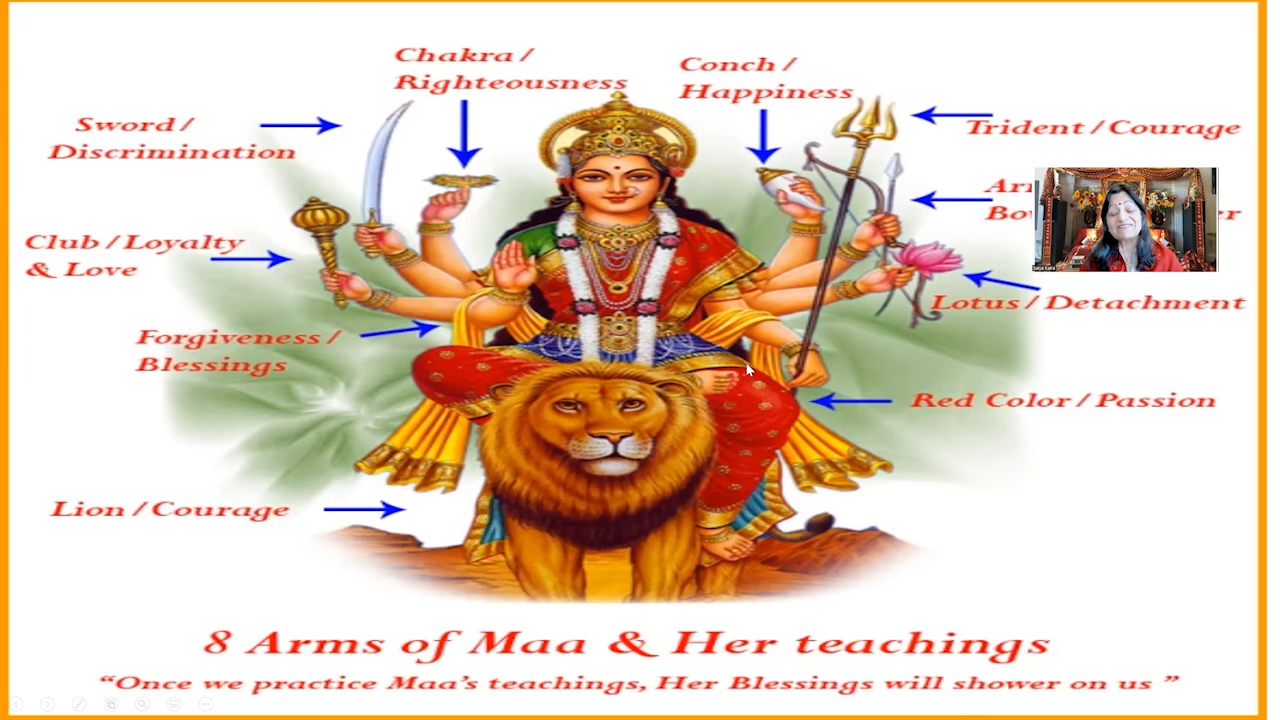 Chakra /
Righteousness
Conch /
Happiness
Sword /
Discrimination
Trident / Courage
Club / Loyalty
& Love
Lotus / Detachment
Forgiveness /
Blessings
Red Color / Passion
Lion / Courage
8 Arms of Maa & Her teachings
“Once we practice Maa's teachings, Her Blessings will shower on us ”